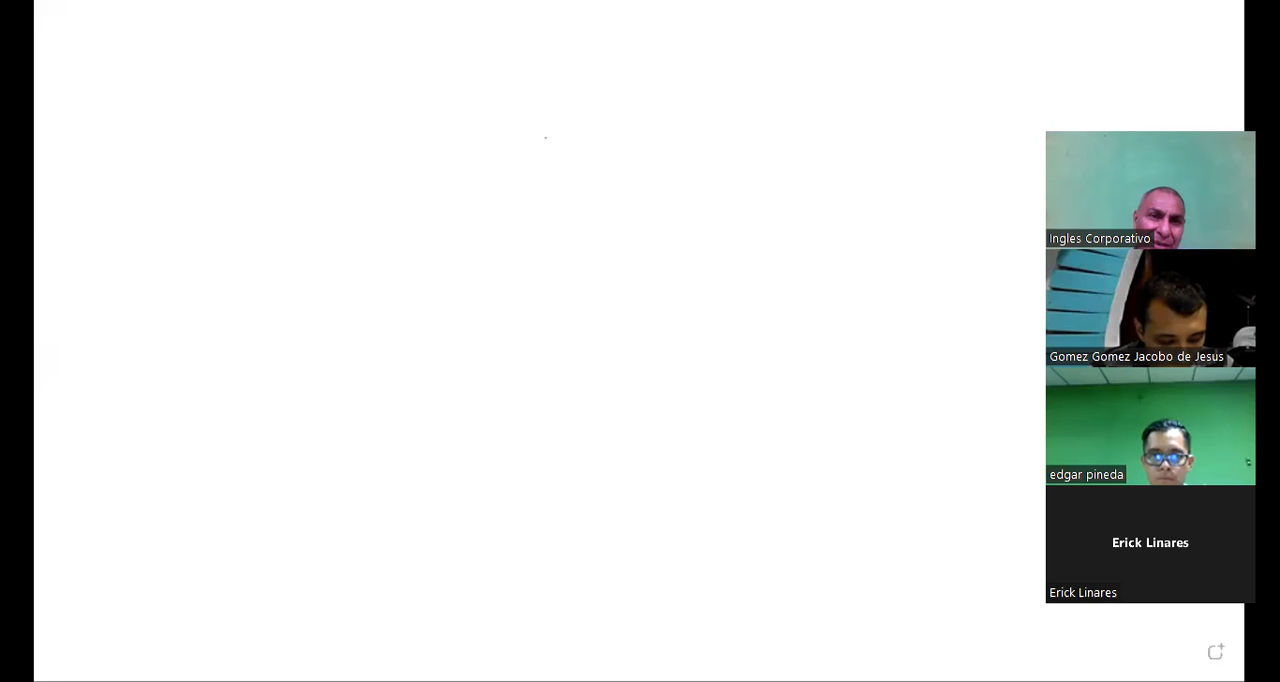 Ingles Corporativo
Gomez Gomez Jacobo de Jesus
edgar pineda
Erick Linares
Erick Linares